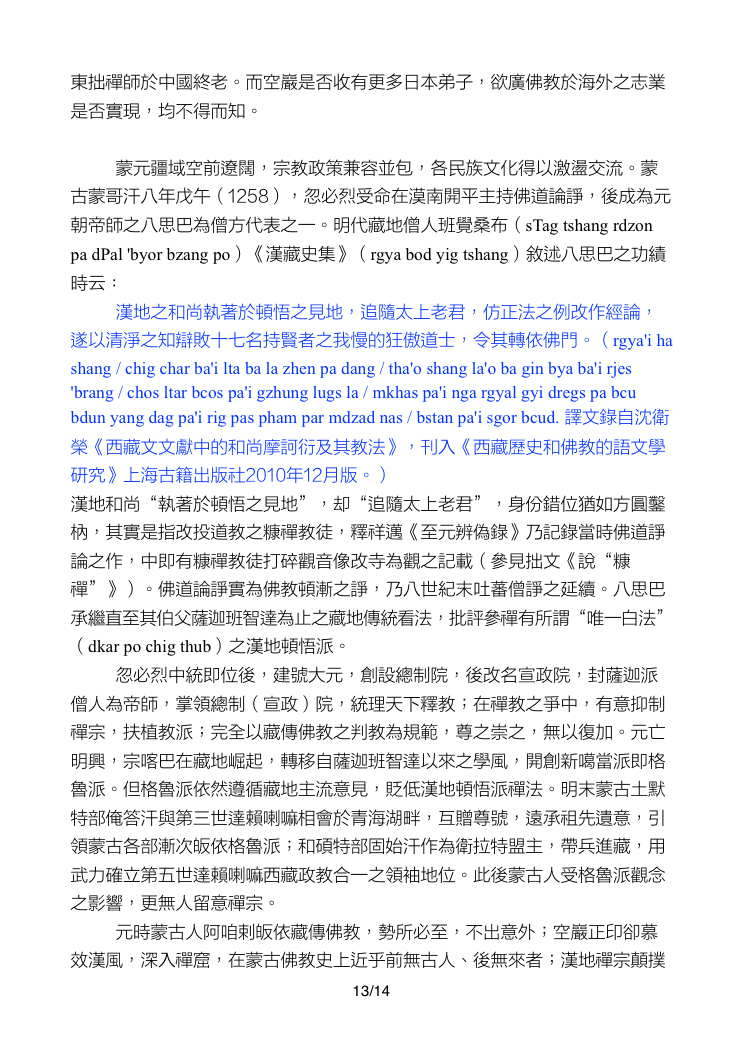 東拙禪師於中國終老。而空巖是否收有更多日本弟子，欲廣佛教於海外之志業
是否實現，均不得而知。
蒙元疆域空前遼闊，宗教政策兼容並包，各民族文化得以激盪交流。蒙
古蒙哥汗八年戊午（1258），忽必烈受命在漠南開平主持佛道論諍，後成為元
朝帝師之八思巴為僧方代表之一。明代藏地僧人班覺桑布（sTag tshang rdzon
pa dPal 'byor bzang po）《漢藏史集》（rgya bod yig tshang）敘述八思巴之功績
時云：
漢地之和尚執著於頓悟之見地，追隨太上老君，仿正法之例改作經論，
遂以清淨之知辯敗十七名持賢者之我慢的狂傲道士，令其轉依佛門。（rgya'i ha
shang / chig char ba'i lta ba la zhen pa dang / tha'o shang la'o ba gin bya ba'i rjes
'brang / chos ltar bcos pa'i gzhung lugs la / mkhas pa'i nga rgyal gyi dregs pa bcu
bdun yang dag pa'i rig pas pham par mdzad nas / bstan pa'i sgor bcud. 譯文錄自沈衛
榮《西藏文文獻中的和尚摩訶衍及其教法》，刊入《西藏歷史和佛教的語文學
研究》上海古籍出版社2010年12月版。）
漢地和尚“執著於頓悟之見地”，却“追隨太上老君”，身份錯位猶如方圓鑿
枘，其實是指改投道教之糠禪教徒，釋祥邁《至元辨偽錄》乃記錄當時佛道諍
論之作，中即有糠禪教徒打碎觀音像改寺為觀之記載（參見拙文《說“糠
禪”》）。佛道論諍實為佛教頓漸之諍，乃八世紀末吐蕃僧諍之延續。八思巴
承繼直至其伯父薩迦班智達為止之藏地傳統看法，批評參禪有所謂“唯一白法”
（dkar po chig thub）之漢地頓悟派。
忽必烈中統即位後，建號大元，創設總制院，後改名宣政院，封薩迦派
僧人為帝師，掌領總制（宣政）院，統理天下釋教；在禪教之爭中，有意抑制
禪宗，扶植教派；完全以藏傳佛教之判教為規範，尊之崇之，無以復加。元亡
明興，宗喀巴在藏地崛起，轉移自薩迦班智達以來之學風，開創新噶當派即格
魯派。但格魯派依然遵循藏地主流意見，貶低漢地頓悟派禪法。明末蒙古土默
特部俺答汗與第三世達賴喇嘛相會於青海湖畔，互贈尊號，遠承祖先遺意，引
領蒙古各部漸次皈依格魯派；和碩特部固始汗作為衛拉特盟主，帶兵進藏，用
武力確立第五世達賴喇嘛西藏政教合一之領袖地位。此後蒙古人受格魯派觀念
之影響，更無人留意禪宗。
元時蒙古人阿咱剌皈依藏傳佛教，勢所必至，不出意外；空巖正印卻慕
效漢風，深入禪窟，在蒙古佛教史上近乎前無古人、後無來者；漢地禪宗顛撲
13/14